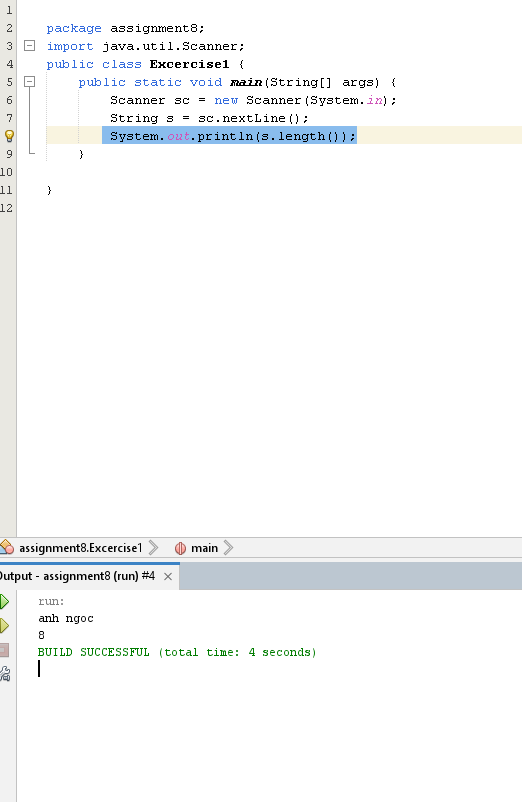 1
2 package assignment8;
3 import java.util.Scanner;
4 public class Excercise1 {
5 public static void main(String[] args) {
6 Scanner sc = new Scanner(System.in);
7 String s = sc.nextLine();
System.out.println(s.length());
9 }
10
11 }
12
assignment8.Excercise1 main
Output - assignment8 (run) #4 ×
run:
anh ngoc
8
BUILD SUCCESSFUL (total time: 4 seconds)